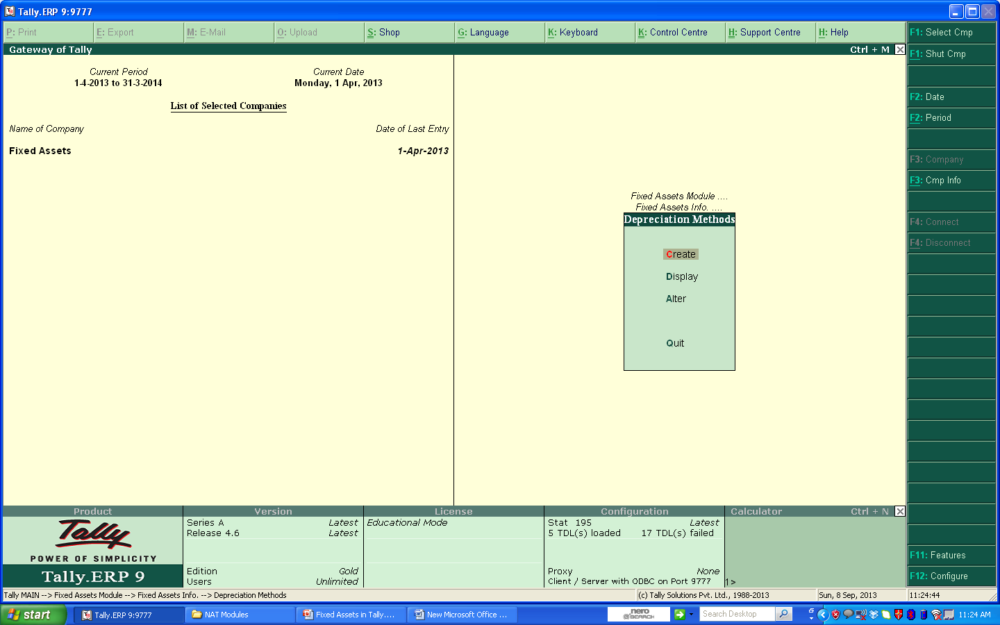 Tally.ERP 9:9777
P: Print
E: Export
M: E-Mail
O: Upload
S: Shop
G: Language
K: Keyboard
K: Control Centre
H: Support Centre
H: Help
Gateway of Tally
Ctrl + M
Current Period
1-4-2013 to 31-3-2014
Current Date
Monday, 1 Apr, 2013
List of Selected Companies
Name of Company
Date of Last Entry
Fixed Assets
1-Apr-2013
Fixed Assets Module ....
Fixed Assets Info. ....
Depreciation Methods
Create
Display
Alter
Quit
F1: Select Cmp
F1: Shut Cmp
F2: Date
F2: Period
F3: Company
F3: Cmp Info
F4: Connect
F4: Disconnect
F11: Features
F12: Configure
Product
Tally
POWER OF SIMPLICITY
Tally.ERP 9
Version
Series A Latest
Release 4.6 Latest
Edition Gold
Users Unlimited
License
Educational Mode
Configuration
Stat 195 Latest
5 TDL(s) loaded 17 TDL(s) failed
Proxy None
Client / Server with ODBC on Port 9777
Calculator
Ctrl + N
1>
Tally MAIN --> Fixed Assets Module --> Fixed Assets Info. --> Depreciation Methods
(c) Tally Solutions Pvt. Ltd., 1988-2013
Sun, 8 Sep, 2013
11:24:44
start
Tally.ERP 9:9777
NAT Modules
Fixed Assets in Tally....
New Microsoft Office ...
nero
SEARCH
Search Desktop
11:24 AM